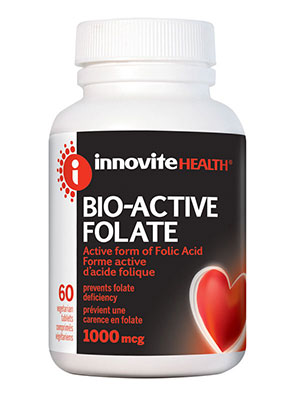 i innovite HEALTH®
BIO-ACTIVE
FOLATE
Active form of Folic Acid
Forme active
d'acide folique
prevents folate
deficiency
prévient une
carence en folate
1000 mcg
60
vegetarian
tablets
comprimés
végétariens